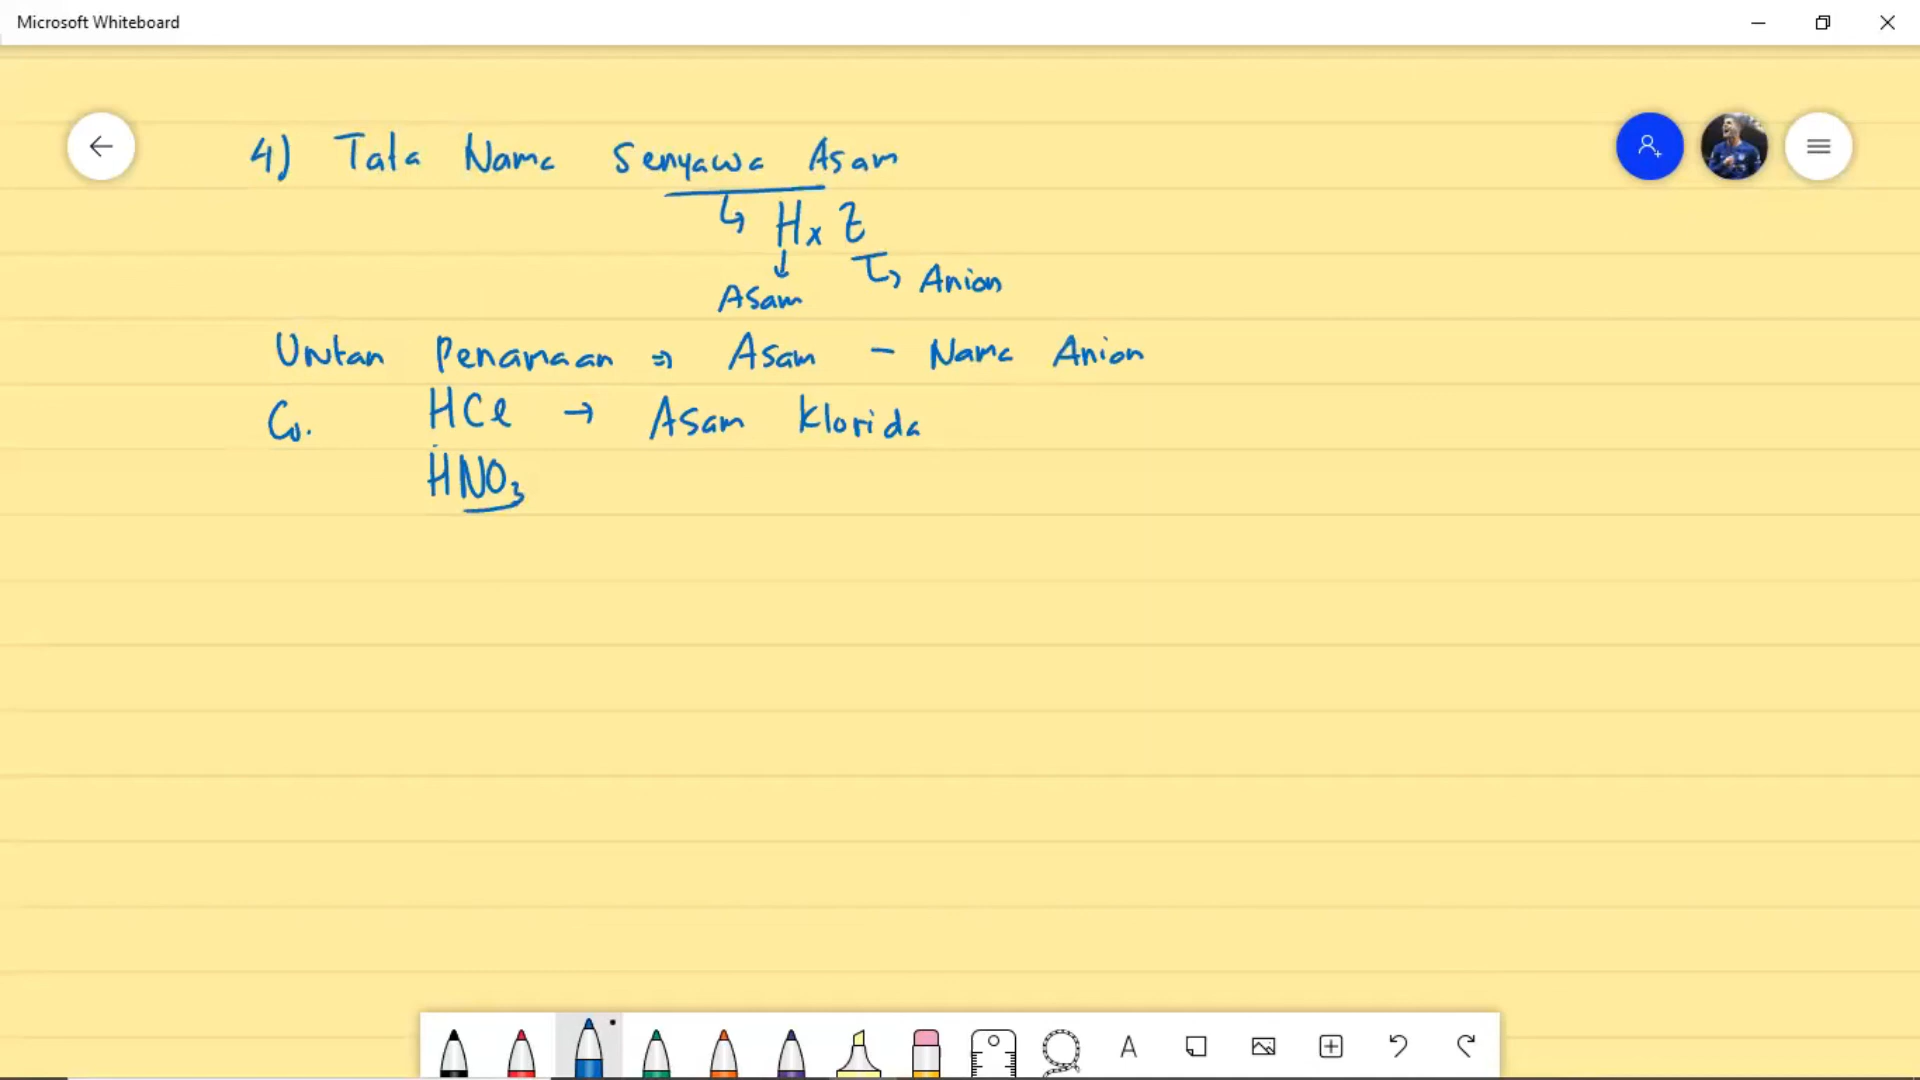 Microsoft Whiteboard
4) Tata Nama Senyawa Asam
↳ HxZ
Asam
Anion
Urutan Penamaan ⇒ Asam - Nama Anion
Co.
HCl → Asam Klorida
HNO₃